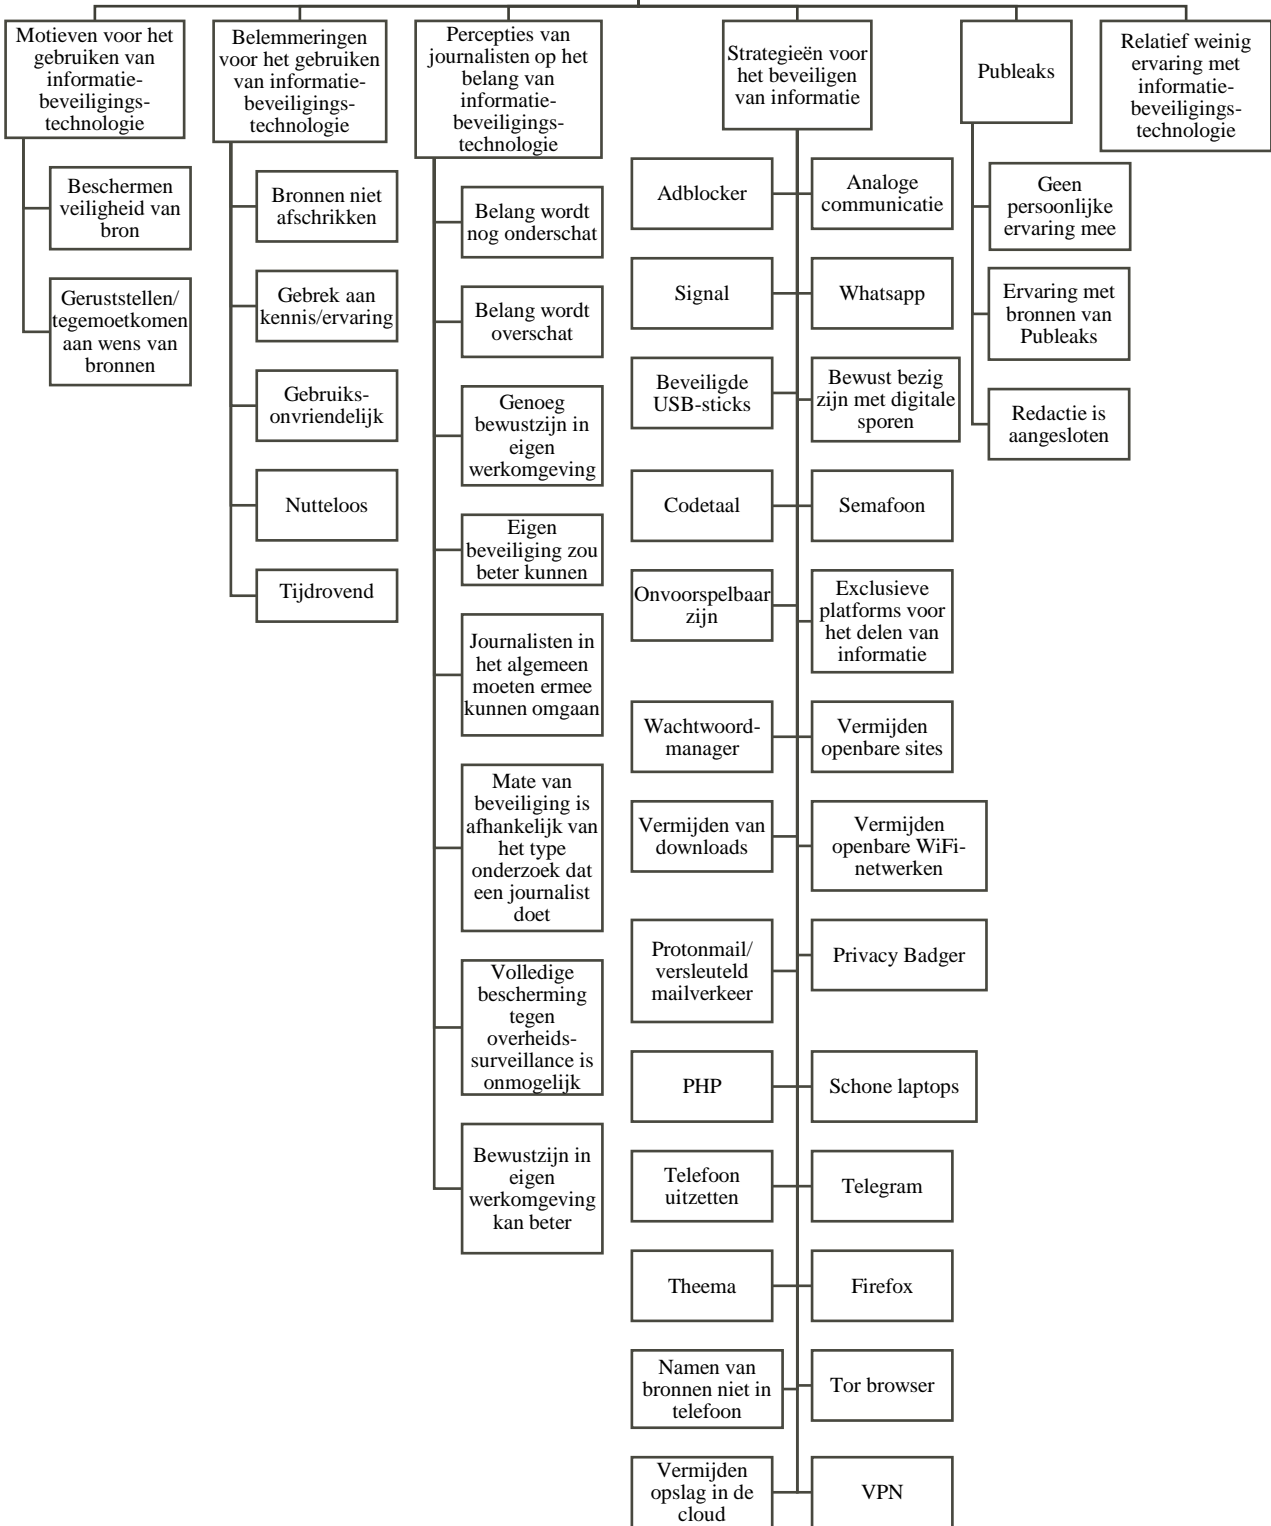 Motieven voor het
gebruiken van
informatie-
beveiligings-
technologie
Beschermen
veiligheid van
bron
Geruststellen/
tegemoetkomen
aan wens van
bronnen
Belemmeringen
voor het gebruiken
van informatie-
beveiligings-
technologie
Bronnen niet
afschrikken
Gebrek aan
kennis/ervaring
Gebruiks-
onvriendelijk
Nutteloos
Tijdrovend
Percepties van
journalisten op het
belang van
informatie-
beveiligings-
technologie
Belang wordt
nog onderschat
Belang wordt
overschat
Genoeg
bewustzijn in
eigen
werkomgeving
Eigen
beveiliging zou
beter kunnen
Journalisten in
het algemeen
moeten ermee
kunnen omgaan
Mate van
beveiliging is
afhankelijk van
het type
onderzoek dat
een journalist
doet
Volledige
bescherming
tegen
overheids-
surveillance is
onmogelijk
Bewustzijn in
eigen
werkomgeving
kan beter
Strategieën voor
het beveiligen
van informatie
Adblocker
Analoge
communicatie
Signal
Whatsapp
Beveiligde
USB-sticks
Bewust bezig
zijn met digitale
sporen
Codetaal
Semafoon
Onvoorspelbaar
zijn
Exclusieve
platforms voor
het delen van
informatie
Wachtwoord-
manager
Vermijden
openbare sites
Vermijden van
downloads
Vermijden
openbare WiFi-
netwerken
Protonmail/
versleuteld
mailverkeer
Privacy Badger
PHP
Schone laptops
Telefoon
uitzetten
Telegram
Theema
Firefox
Namen van
bronnen niet in
telefoon
Tor browser
Vermijden
opslag in de
cloud
VPN
Publeaks
Geen
persoonlijke
ervaring mee
Ervaring met
bronnen van
Publeaks
Redactie is
aangesloten
Relatief weinig
ervaring met
informatie-
beveiligings-
technologie